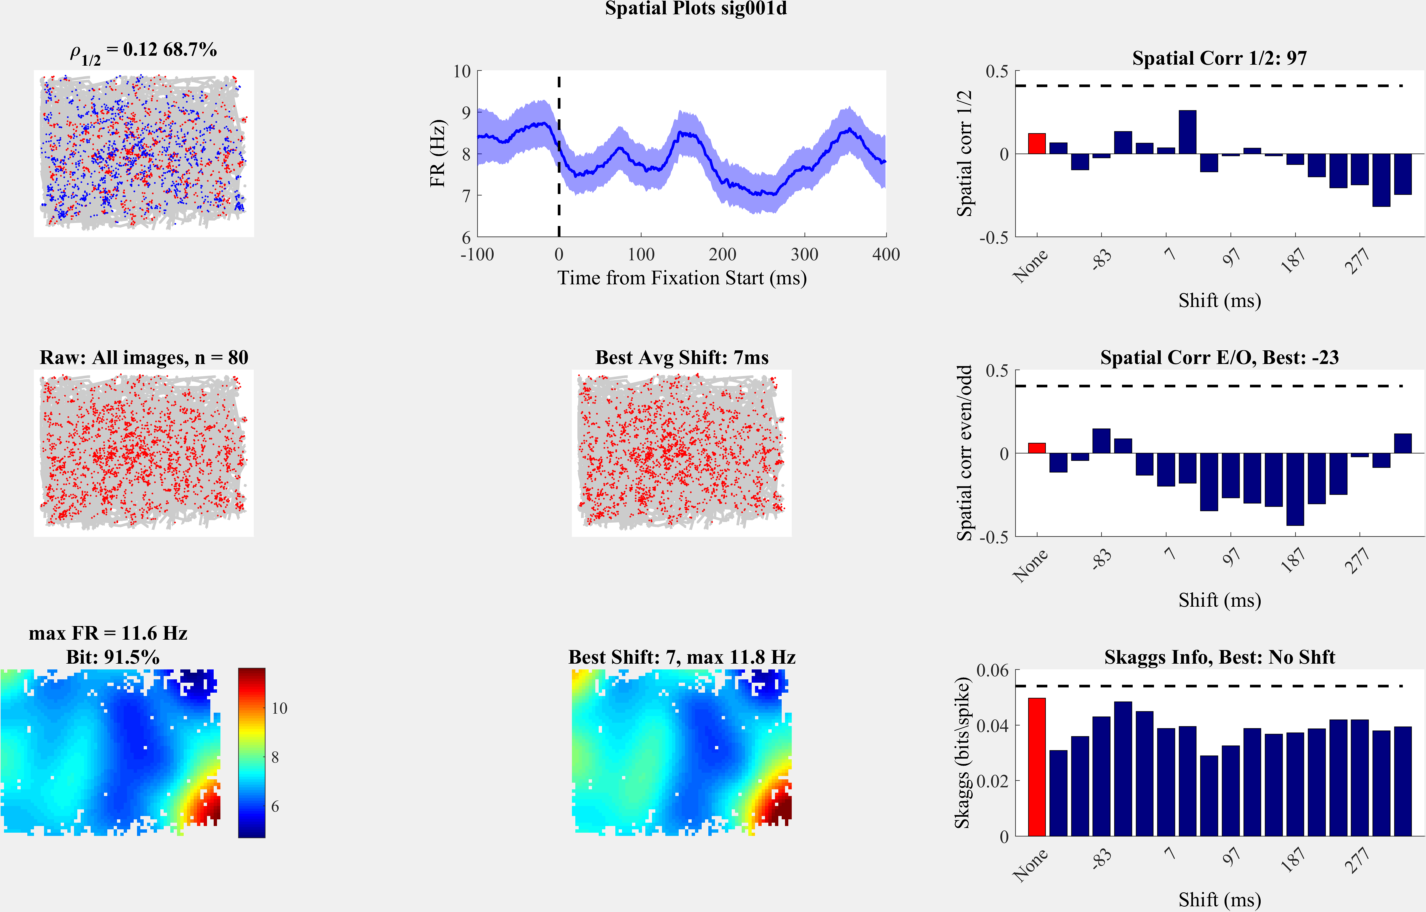 Spatial Plots sig001d
ρ1/2 = 0.12 68.7%
10
9
8
7
6
FR (Hz)
-100
0
100
200
300
400
Time from Fixation Start (ms)
Spatial Corr 1/2: 97
0.5
0
-0.5
Spatial corr 1/2
None
-83
7
97
187
277
Shift (ms)
Raw: All images, n = 80
Best Avg Shift: 7ms
Spatial Corr E/O, Best: -23
0.5
0
-0.5
Spatial corr even/odd
None
-83
7
97
187
277
Shift (ms)
max FR = 11.6 Hz
Bit: 91.5%
10
8
6
Best Shift: 7, max 11.8 Hz
Skaggs Info, Best: No Shft
0.06
0.04
0.02
0
Skaggs (bits\spike)
None
-83
7
97
187
277
Shift (ms)